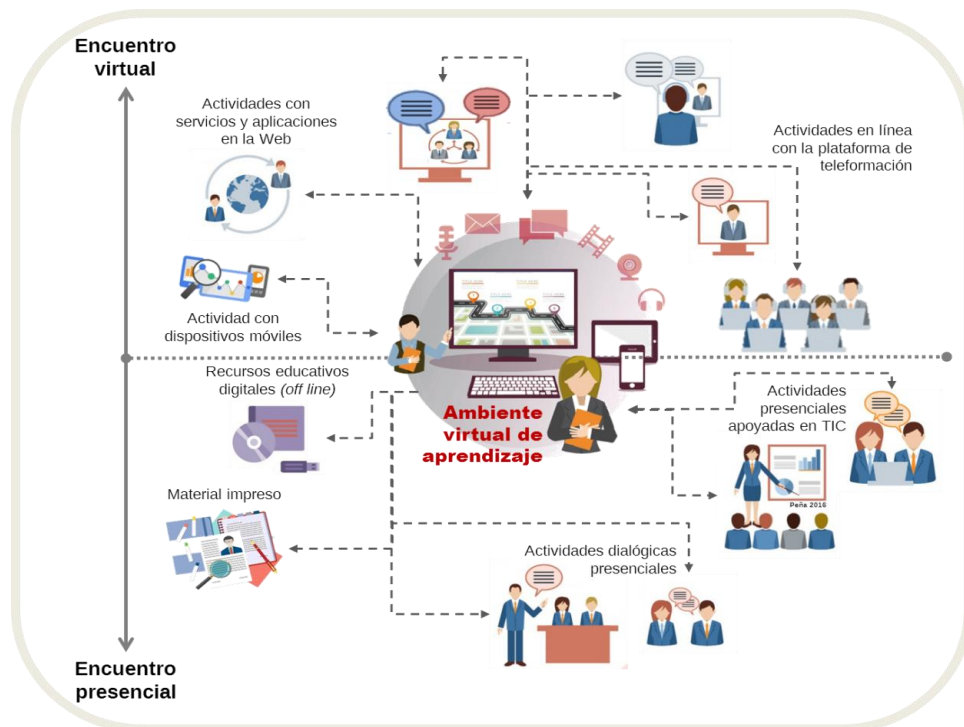 Encuentro
virtual
Actividades con
servicios y aplicaciones
en la Web
Actividades en línea
con la plataforma de
teleformación
Actividad con
dispositivos móviles
Recursos educativos
digitales (off line)
Ambiente
virtual de
aprendizaje
Actividades
presenciales
apoyadas en TIC
Peña 2016
Material impreso
Actividades dialógicas
presenciales
Encuentro
presencial